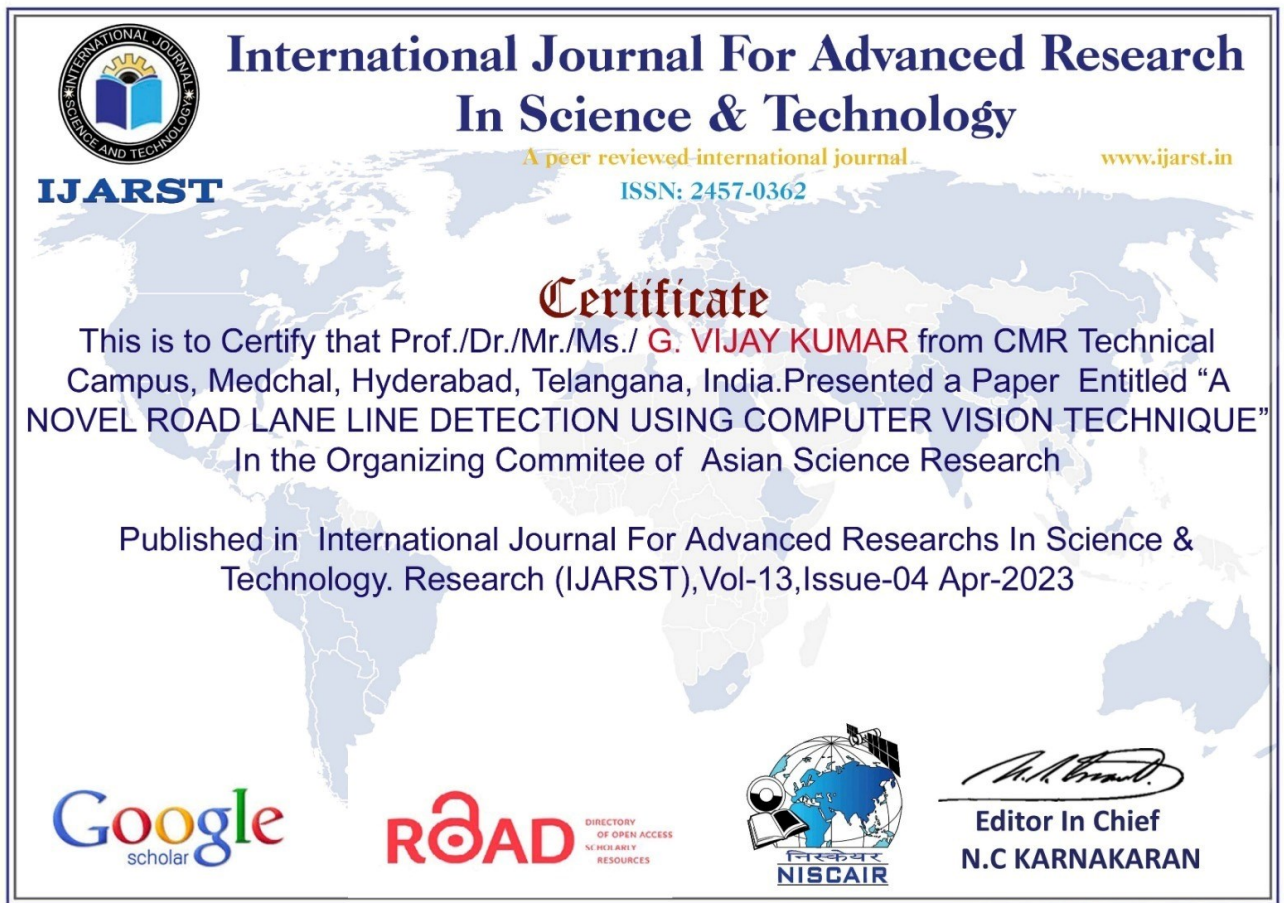 INTERNATIONAL JOURNAL
SCIENCE AND TECHNOLOGY
IJARST
International Journal For Advanced Research
In Science & Technology
A peer reviewed international journal
www.ijarst.in
ISSN: 2457-0362
Certificate
This is to Certify that Prof./Dr./Mr./Ms./ G. VIJAY KUMAR from CMR Technical
Campus, Medchal, Hyderabad, Telangana, India.Presented a Paper Entitled “A
NOVEL ROAD LANE LINE DETECTION USING COMPUTER VISION TECHNIQUE”
In the Organizing Commitee of Asian Science Research
Published in International Journal For Advanced Researchs In Science &
Technology. Research (IJARST),Vol-13,Issue-04 Apr-2023
Google
scholar
ROAD
DIRECTORY
OF OPEN ACCESS
SCHOLARLY
RESOURCES
निस्केयर
NISCAIR
Editor In Chief
N.C KARNAKARAN